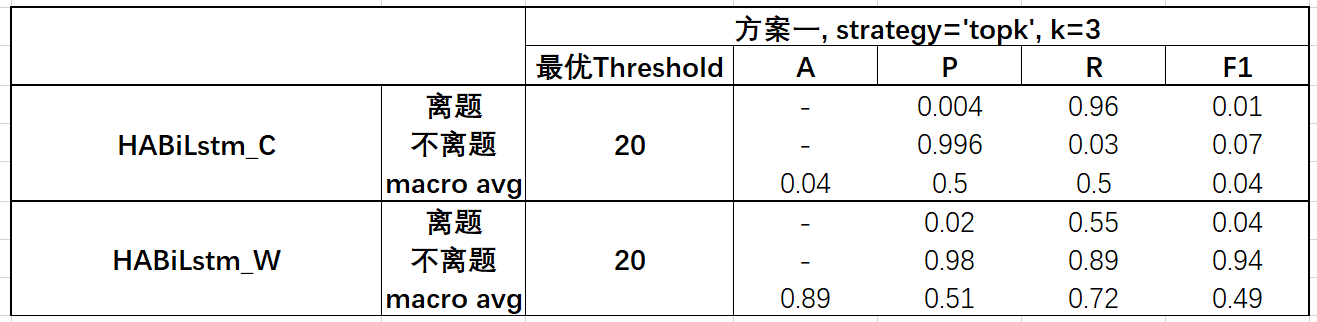 方案一, strategy='topk', k=3
最优Threshold A P R F1
离题 - 0.004 0.96 0.01
HABiLstm_C 不离题 20 - 0.996 0.03 0.07
macro avg 0.04 0.5 0.5 0.04
离题 - 0.02 0.55 0.04
HABiLstm_W 不离题 20 - 0.98 0.89 0.94
macro avg 0.89 0.51 0.72 0.49